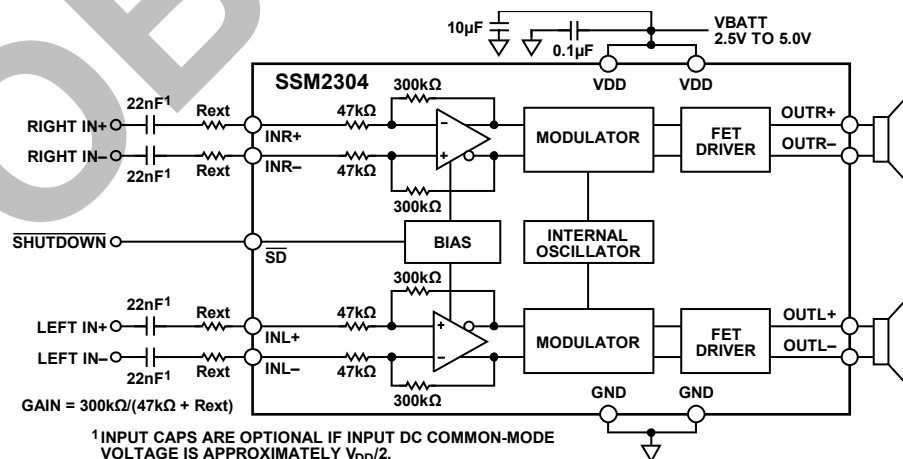 10µF
0.1µF
VBATT
2.5V TO 5.0V
VDD
VDD
SSM2304
22nF1
Rext
RIGHT IN+
INR+
47kΩ
300kΩ
MODULATOR
FET
DRIVER
OUTR+
RIGHT IN–
22nF1
Rext
INR–
47kΩ
300kΩ
OUTR–
SHUTDOWN
SD
BIAS
INTERNAL
OSCILLATOR
22nF1
Rext
LEFT IN+
INL+
47kΩ
300kΩ
MODULATOR
FET
DRIVER
OUTL+
LEFT IN–
22nF1
Rext
INL–
47kΩ
300kΩ
OUTL–
GND
GND
GAIN = 300kΩ/(47kΩ + Rext)
1 INPUT CAPS ARE OPTIONAL IF INPUT DC COMMON-MODE
VOLTAGE IS APPROXIMATELY VDD/2.